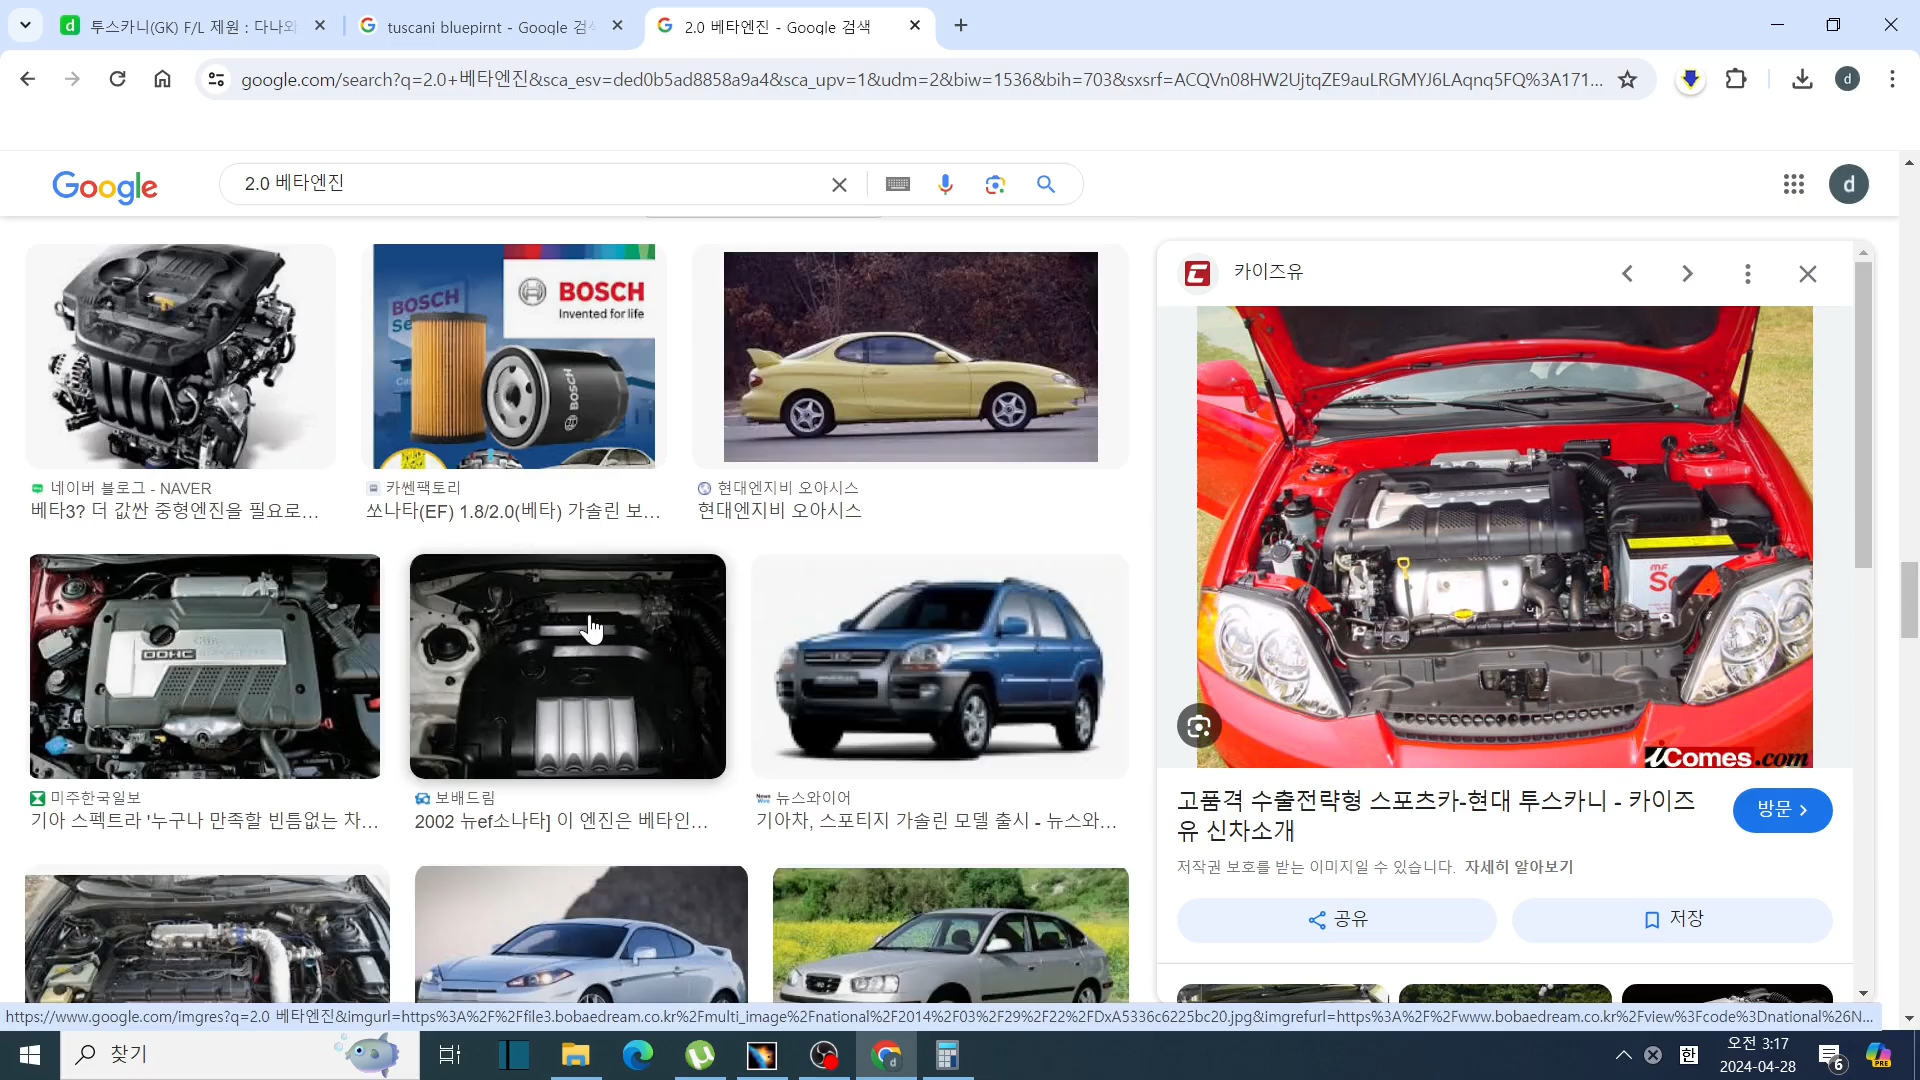 투스카니(GK) F/L 제원 : 다나와
tuscani bluepirnt - Google 검색
2.0 베타엔진 - Google 검색
google.com/search?q=2.0+베타엔진&sca_esv=ded0b5ad8858a9a4&sca_upv=1&udm=2&biw=1536&bih=703&sxsrf=ACQVn08HW2UjtqZE9auLRGMYJ6LAqnq5FQ%3A171...
d
Google
2.0 베타엔진
d
카이즈유
BOSCH
Invented for life
BOSCH
BOSCH
네이버 블로그 - NAVER
베타3? 더 값싼 중형엔진을 필요로...
카쎈팩토리
쏘나타(EF) 1.8/2.0(베타) 가솔린 보...
현대엔지비 오아시스
현대엔지비 오아시스
DOHC
iComes.com
미주한국일보
기아 스펙트라 '누구나 만족할 빈틈없는 차...
보배드림
2002 뉴ef소나타] 이 엔진은 베타인...
뉴스와이어
기아차, 스포티지 가솔린 모델 출시 - 뉴스와...
고품격 수출전략형 스포츠카-현대 투스카니 - 카이즈
유 신차소개
방문
저작권 보호를 받는 이미지일 수 있습니다. 자세히 알아보기
공유
저장
https://www.google.com/imgres?q=2.0 베타엔진&imgurl=https%3A%2F%2Ffile3.bobaedream.co.kr%2Fmulti_image%2Fnational%2F2014%2F03%2F29%2F22%2FDxA5336c6225bc20.jpg&imgrefurl=https%3A%2F%2Fwww.bobaedream.co.kr%2Fview%3Fcode%3Dnational%26N...
찾기
한
오전 3:17
2024-04-28
6
PRE